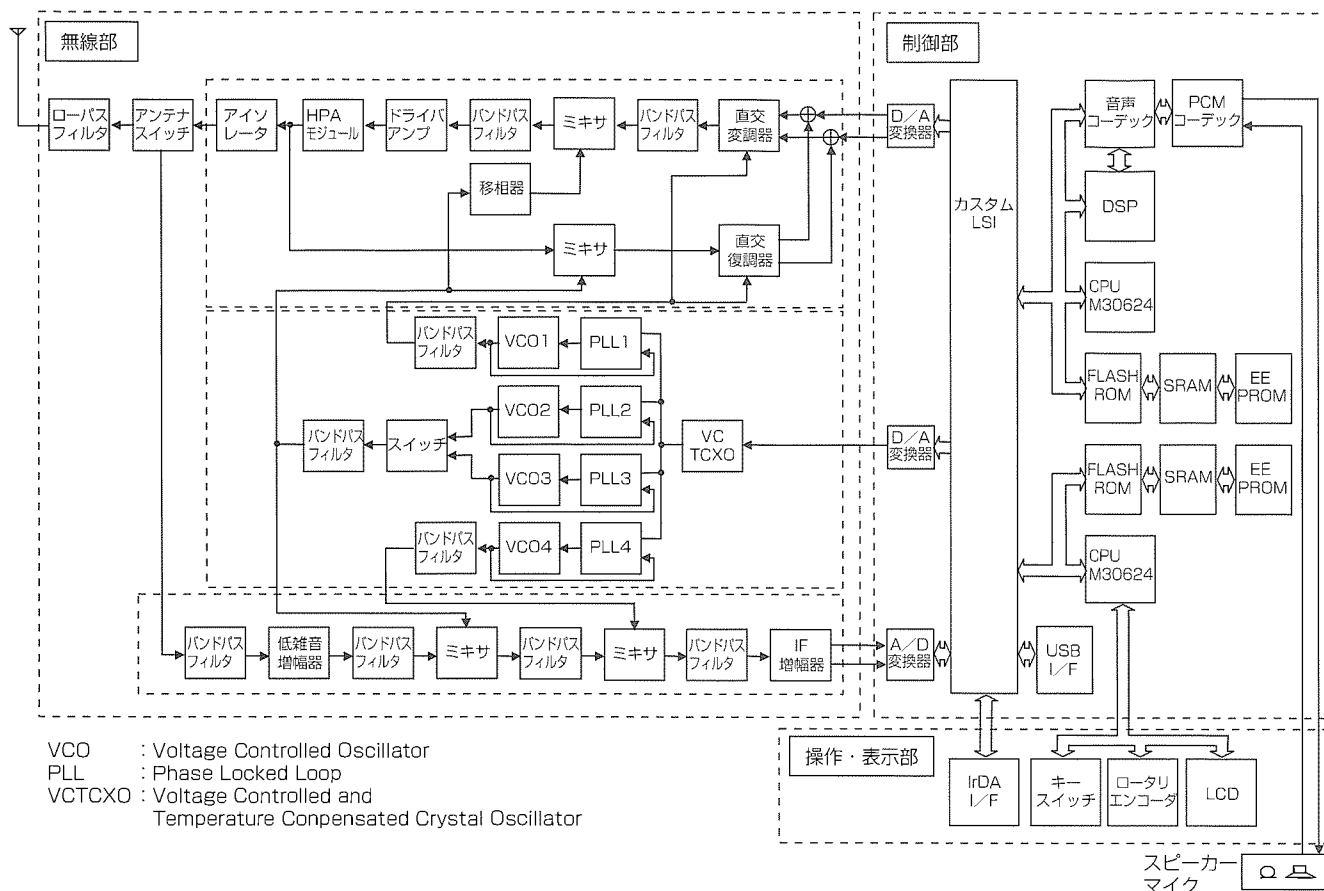 無線部
制御部
ローパス
フィルタ
アンテナ
スイッチ
アイソ
レータ
HPA
モジュール
ドライバ
アンプ
バンドパス
フィルタ
ミキサ
バンドパス
フィルタ
直交
変調器
D/A
変換器
音声
コーデック
PCM
コーデック
移相器
ミキサ
直交
復調器
カスタム
LSI
DSP
CPU
M30624
バンドパス
フィルタ
VCO1
PLL1
FLASH
ROM
SRAM
EE
PROM
VCO2
PLL2
バンドパス
フィルタ
スイッチ
VC
TCXO
D/A
変換器
VCO3
PLL3
FLASH
ROM
SRAM
EE
PROM
バンドパス
フィルタ
VCO4
PLL4
CPU
M30624
バンドパス
フィルタ
低雑音
増幅器
バンドパス
フィルタ
ミキサ
バンドパス
フィルタ
ミキサ
バンドパス
フィルタ
IF
増幅器
A/D
変換器
USB
I/F
操作・表示部
IrDA
I/F
キー
スイッチ
ロータリ
エンコーダ
LCD
スピーカー
マイク
VCO : Voltage Controlled Oscillator
PLL : Phase Locked Loop
VCTCXO : Voltage Controlled and
Temperature Conpensated Crystal Oscillator